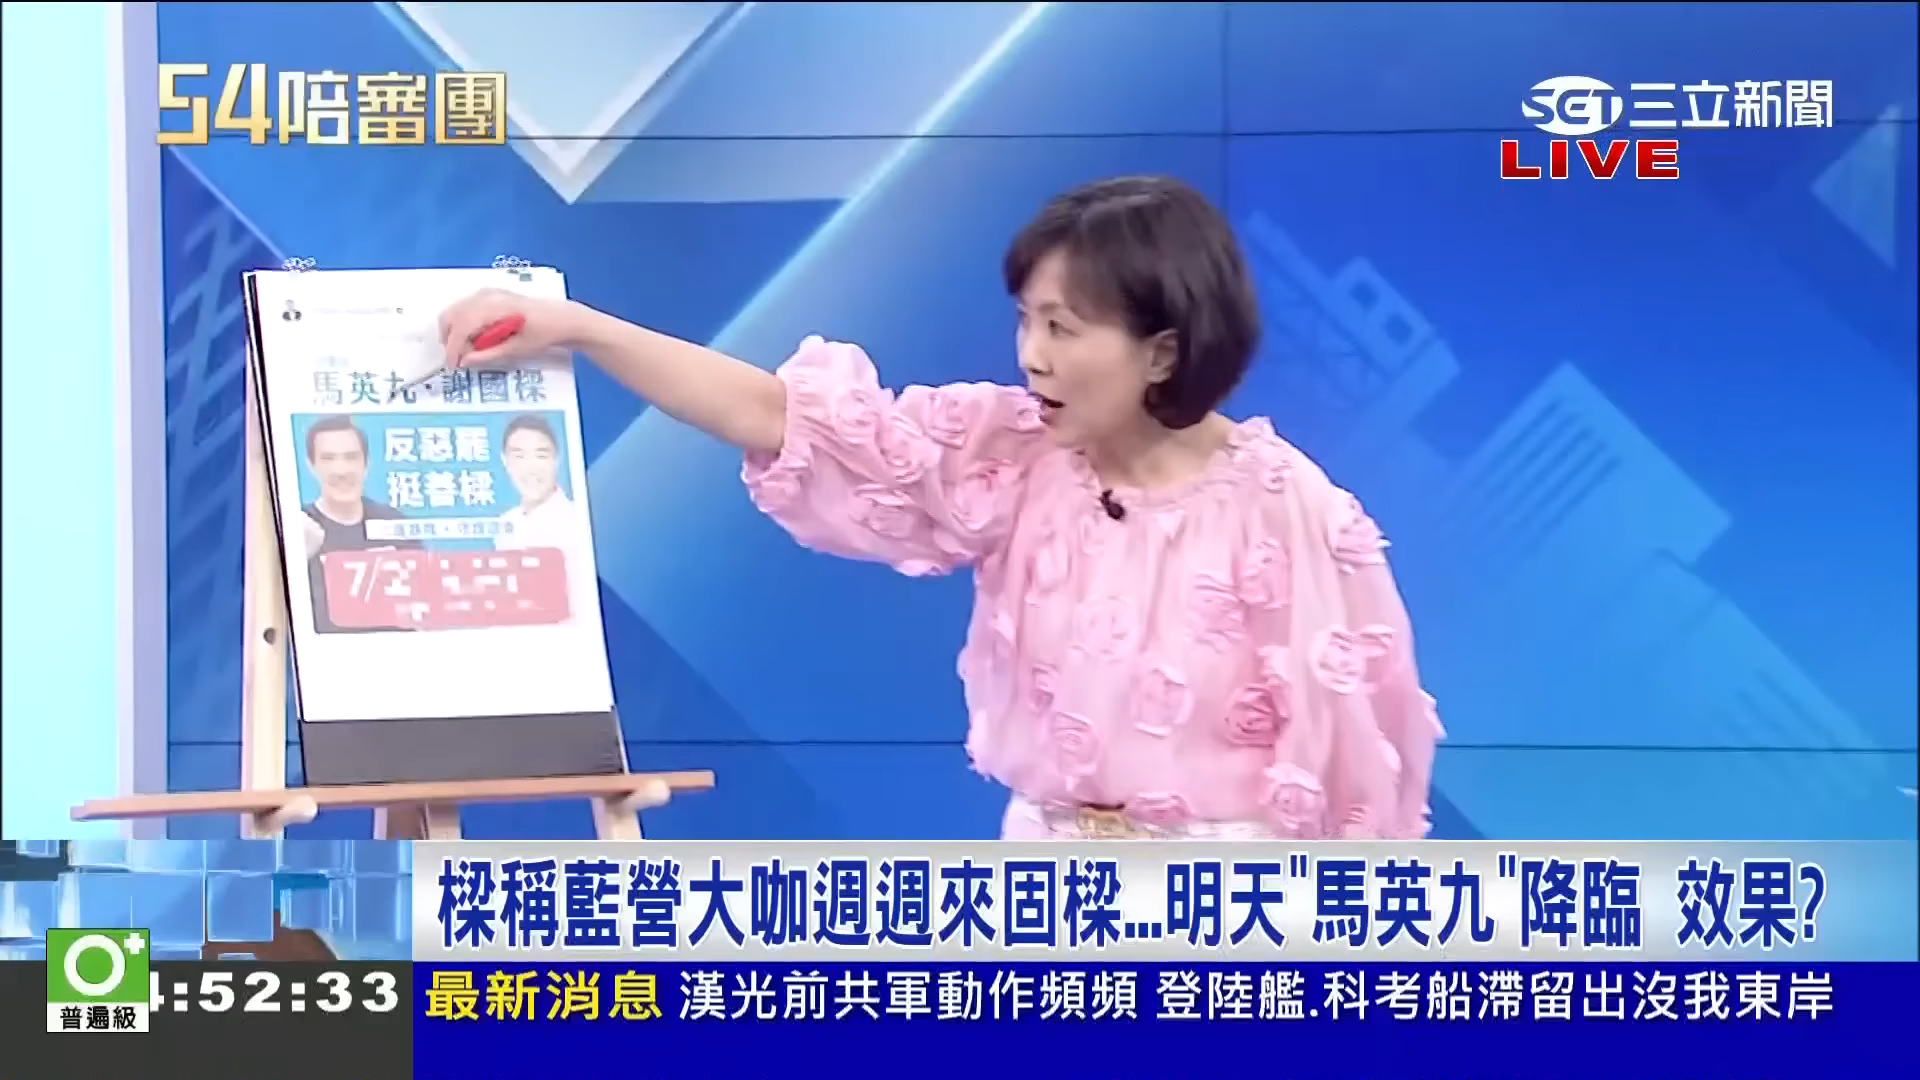 54陪審團
SET三立新聞
LIVE
馬英九·謝國樑
反惡罷
挺善樑
7/2
樑稱藍營大咖週週來固樑...明天"馬英九"降臨 效果?
普遍級
4:52:33
最新消息 漢光前共軍動作頻頻 登陸艦.科考船滯留出沒我東岸